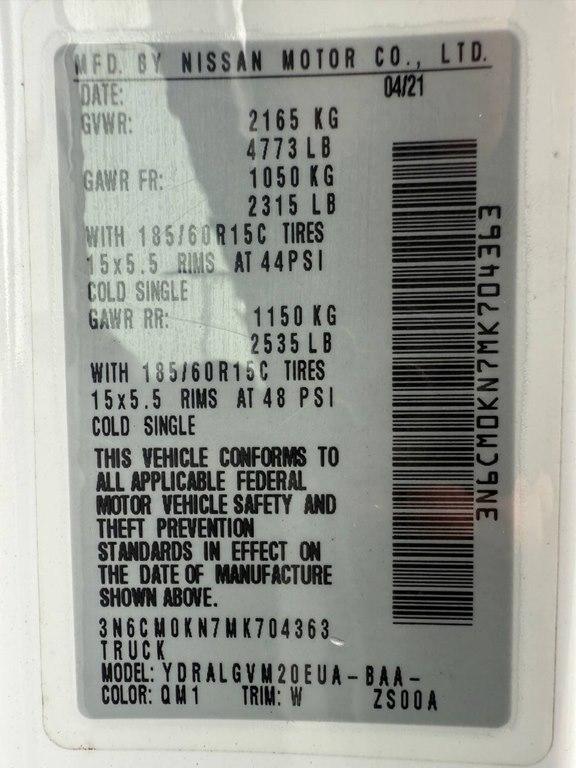 MFD. BY NISSAN MOTOR CO., LTD.
DATE: 04/21
GVWR: 2165 KG
4773 LB
GAWR FR: 1050 KG
2315 LB
WITH 185/60R15C TIRES
15x5.5 RIMS AT 44 PSI
COLD SINGLE
GAWR RR: 1150 KG
2535 LB
WITH 185/60R15C TIRES
15x5.5 RIMS AT 48 PSI
COLD SINGLE
THIS VEHICLE CONFORMS TO
ALL APPLICABLE FEDERAL
MOTOR VEHICLE SAFETY AND
THEFT PREVENTION
STANDARDS IN EFFECT ON
THE DATE OF MANUFACTURE
SHOWN ABOVE.
3N6CM0KN7MK704363
TRUCK
MODEL: YDRALGVM20EUA-BAA-
COLOR: QM1 TRIM: W ZS00A
3N6CM0KN7MK704363